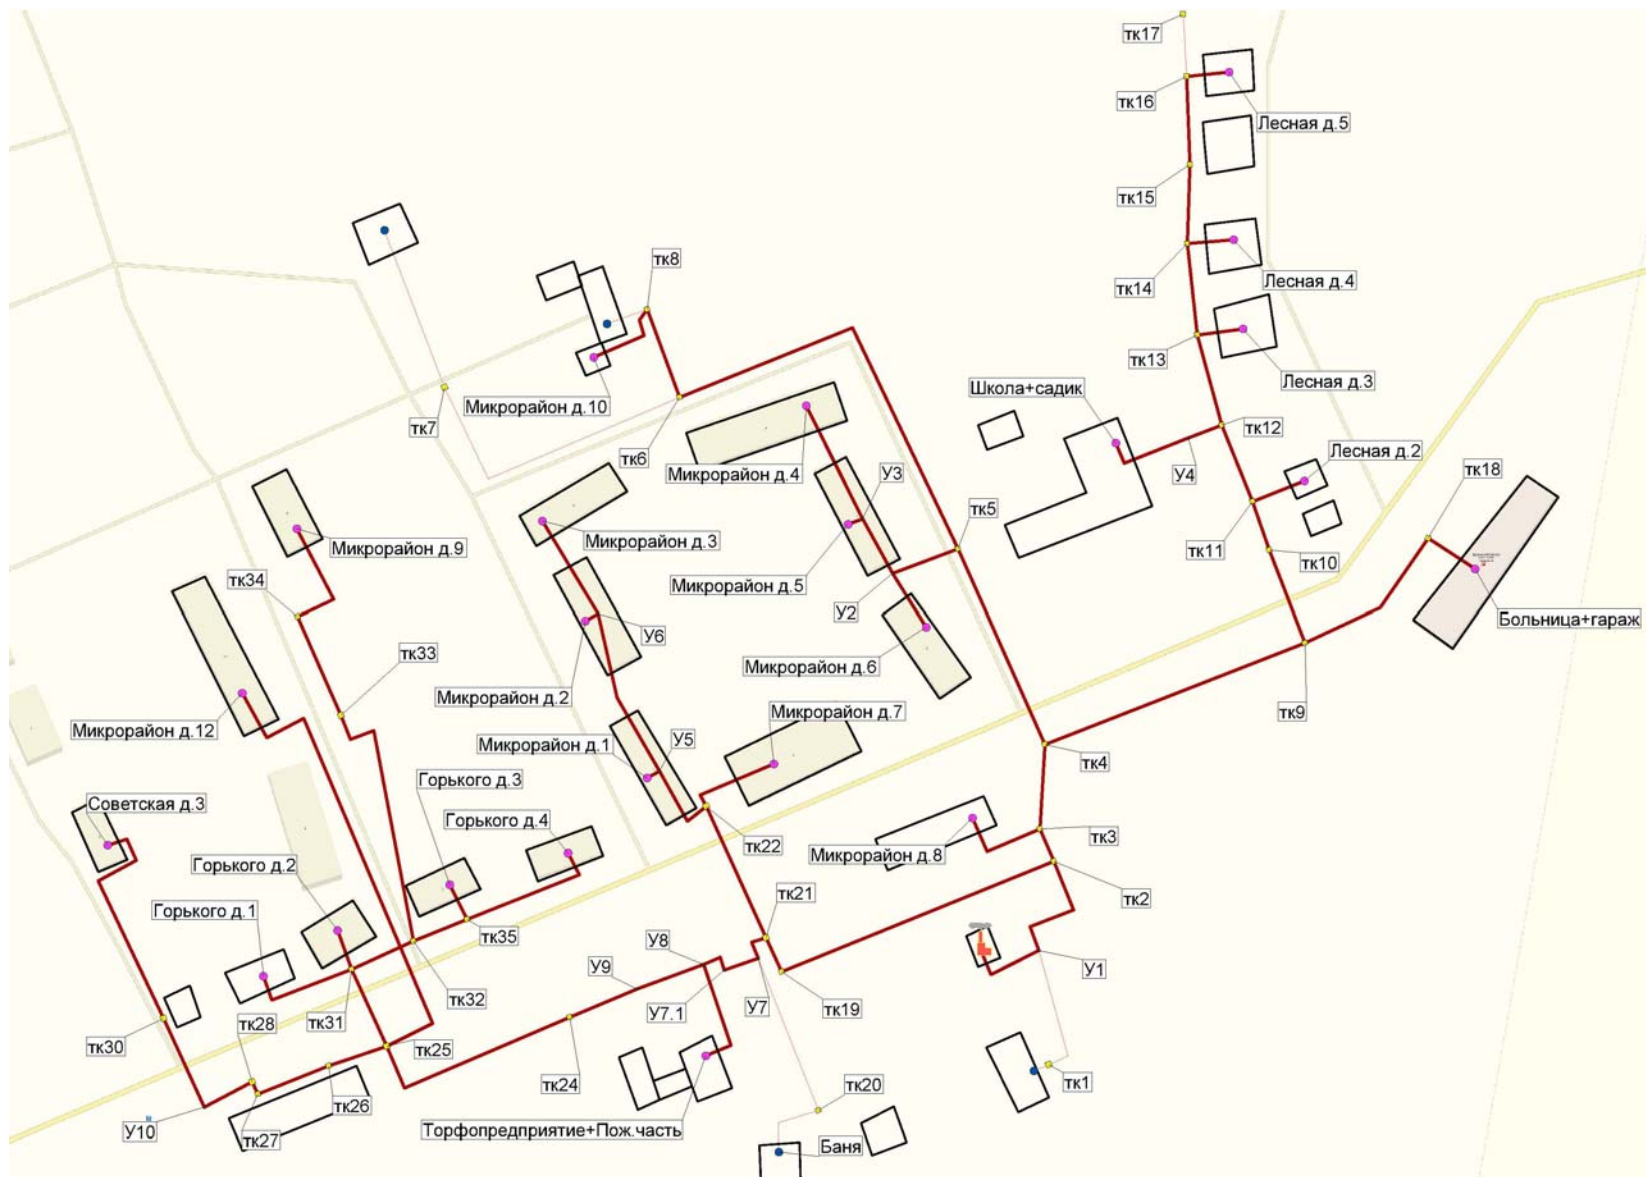 тк17
тк16
Лесная д.5
тк15
тк8
тк14
Лесная д.4
тк13
Лесная д.3
Школа+садик
Микрорайон д.10
тк7
тк6
тк12
Лесная д.2
тк18
Микрорайон д.4
У3
У4
тк5
тк11
тк10
Микрорайон д.9
Микрорайон д.3
Микрорайон д.5
У2
тк34
Больница+гараж
У6
тк33
Микрорайон д.6
Микрорайон д.2
Микрорайон д.7
Микрорайон д.12
тк9
У5
Микрорайон д.1
тк4
Горького д.3
Советская д.3
Горького д.4
тк22
Микрорайон д.8
тк3
Горького д.2
тк2
Горького д.1
тк21
тк35
У8
У9
тк32
У1
У7
тк19
У7.1
тк28
тк31
тк30
тк25
тк24
тк1
тк26
тк20
У10
тк27
Торфопредприятие+Пож.часть
Баня